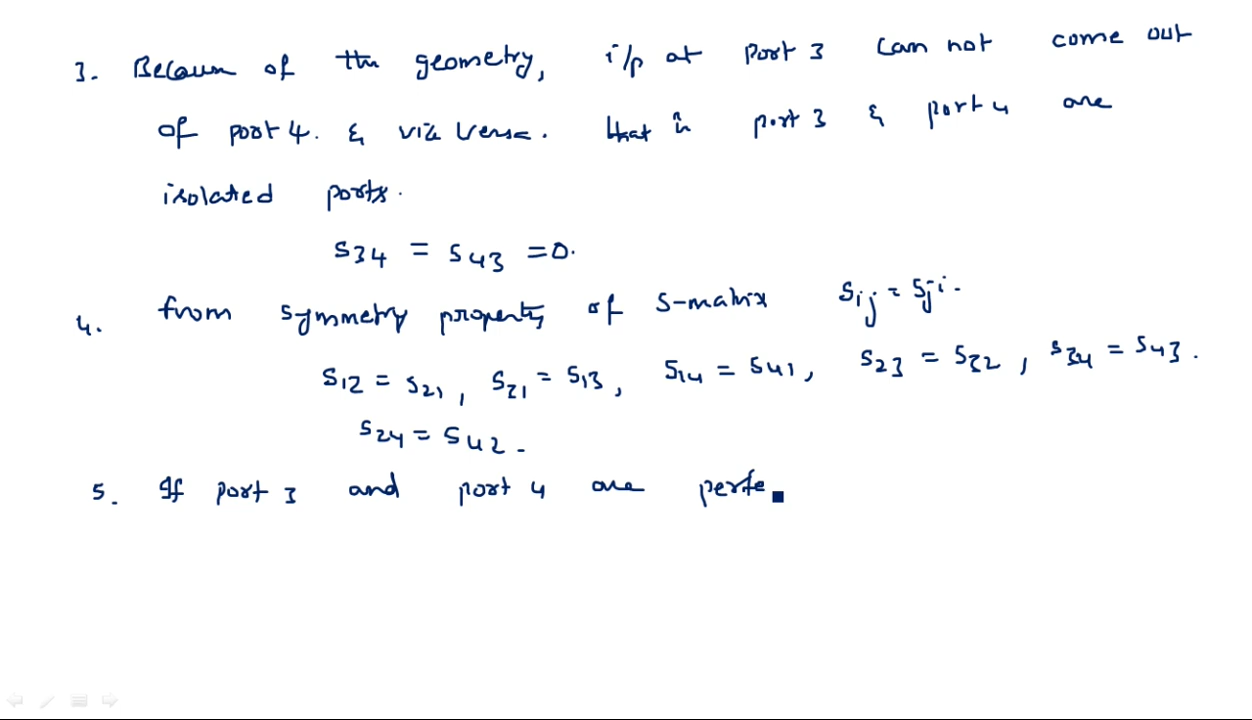 3. Because of the geometry, i/p at port 3 can not come out
of port 4. & vice verse. that is port 3 & port 4 are
isolated ports.
S34 = S43 = 0.
4. from symmetry property of S-matrix Sij = Sji.
S12 = S21, S21 = S13, S14 = S41, S23 = S32, S34 = S43.
S24 = S42.
5. If port 3 and port 4 are perfe